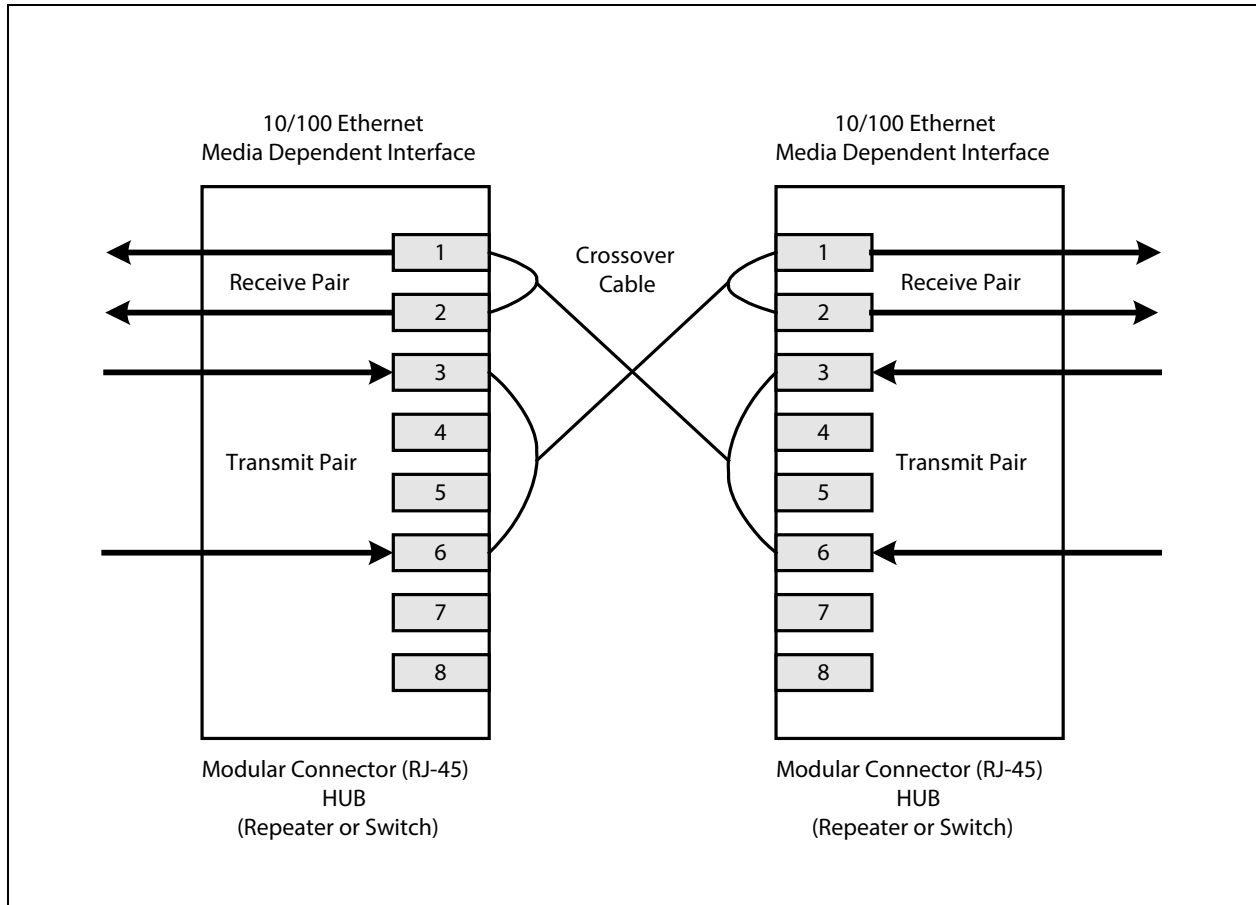 10/100 Ethernet
Media Dependent Interface
10/100 Ethernet
Media Dependent Interface
1
Receive Pair
2
3
4
Transmit Pair
5
6
7
8
Crossover
Cable
1
Receive Pair
2
3
4
Transmit Pair
5
6
7
8
Modular Connector (RJ-45)
HUB
(Repeater or Switch)
Modular Connector (RJ-45)
HUB
(Repeater or Switch)